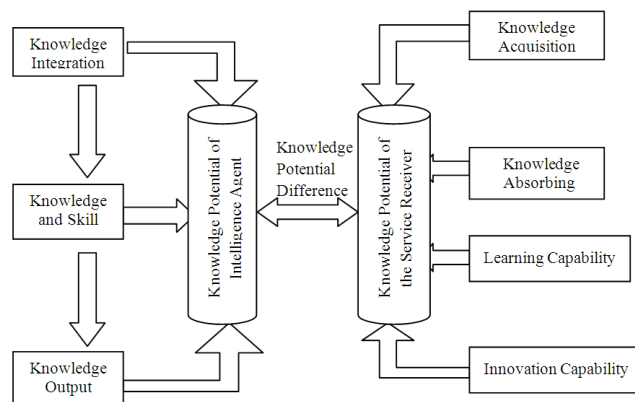 Knowledge
Integration
Knowledge
and Skill
Knowledge
Output
Knowledge Potential of
Intelligence Agent
Knowledge
Potential
Difference
Knowledge Potential of
the Service Receiver
Knowledge
Acquisition
Knowledge
Absorbing
Learning Capability
Innovation Capability